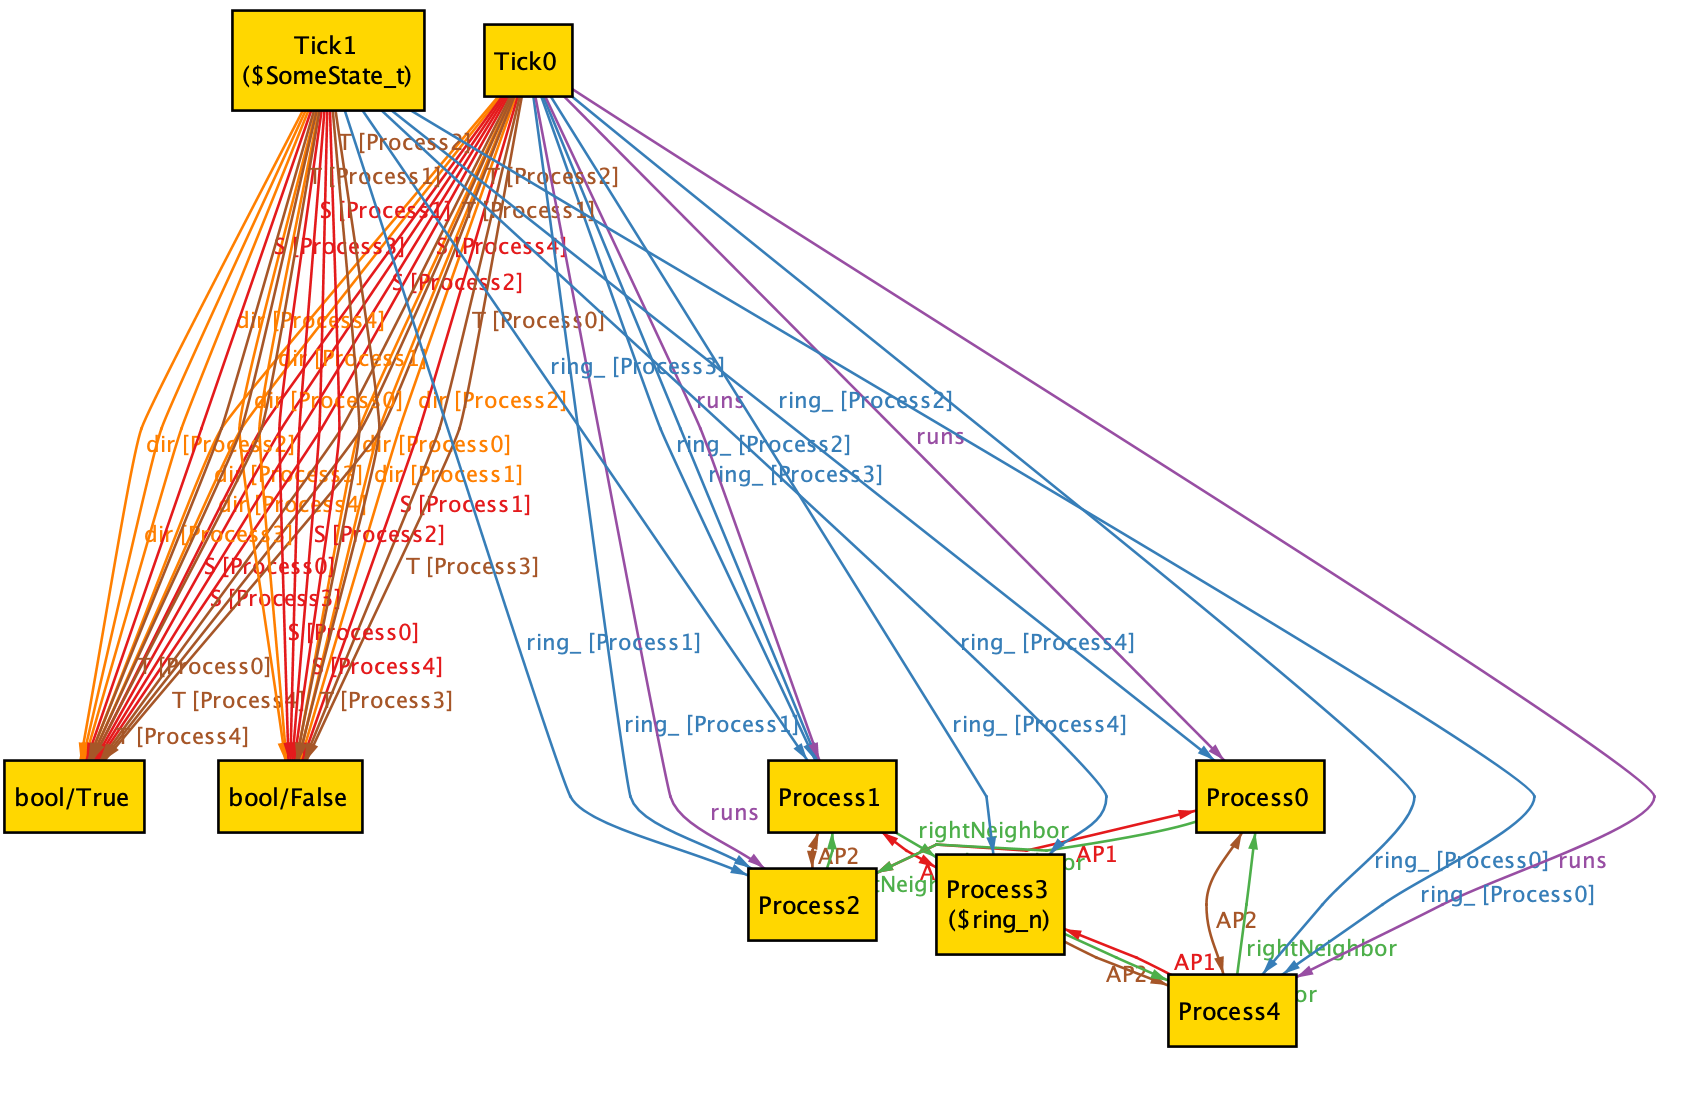 Tick1
($SomeState_t)
Tick0
T [Process2]
T [Process1]
T [Process2]
S [Process1]
T [Process1]
S [Process3]
S [Process4]
S [Process2]
dir [Process4]
T [Process0]
dir [Process1]
ring_ [Process3]
dir [Process0]
dir [Process2]
runs
ring_ [Process2]
runs
dir [Process2]
dir [Process0]
ring_ [Process2]
dir [Process3]
dir [Process1]
ring_ [Process3]
dir [Process4]
S [Process1]
dir [Process3]
S [Process2]
S [Process0]
T [Process3]
S [Process3]
S [Process0]
ring_ [Process1]
ring_ [Process4]
T [Process0]
S [Process4]
T [Process4]
T [Process3]
ring_ [Process1]
ring_ [Process4]
[Process4]
bool/True
bool/False
Process1
Process0
runs
rightNeighbor
AP2
AP1
or
ring_ [Process0]
runs
tNeigh
A
Process3
($ring_n)
ring_ [Process0]
Process2
AP2
rightNeighbor
AP1
AP2
or
Process4